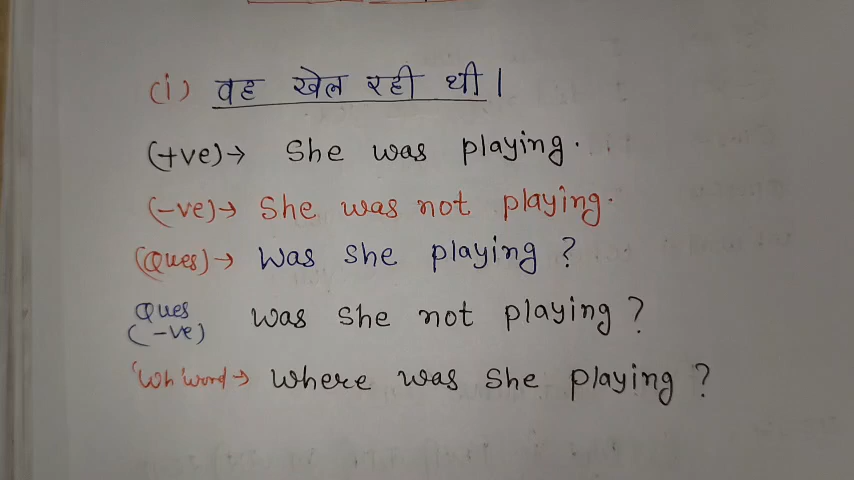 (i) वह खेल रही थी।
(+ve)→ She was playing.
(-ve)→ She was not playing.
(Ques)→ Was she playing ?
Ques (-ve) Was she not playing ?
'Wh' word→ Where was she playing ?